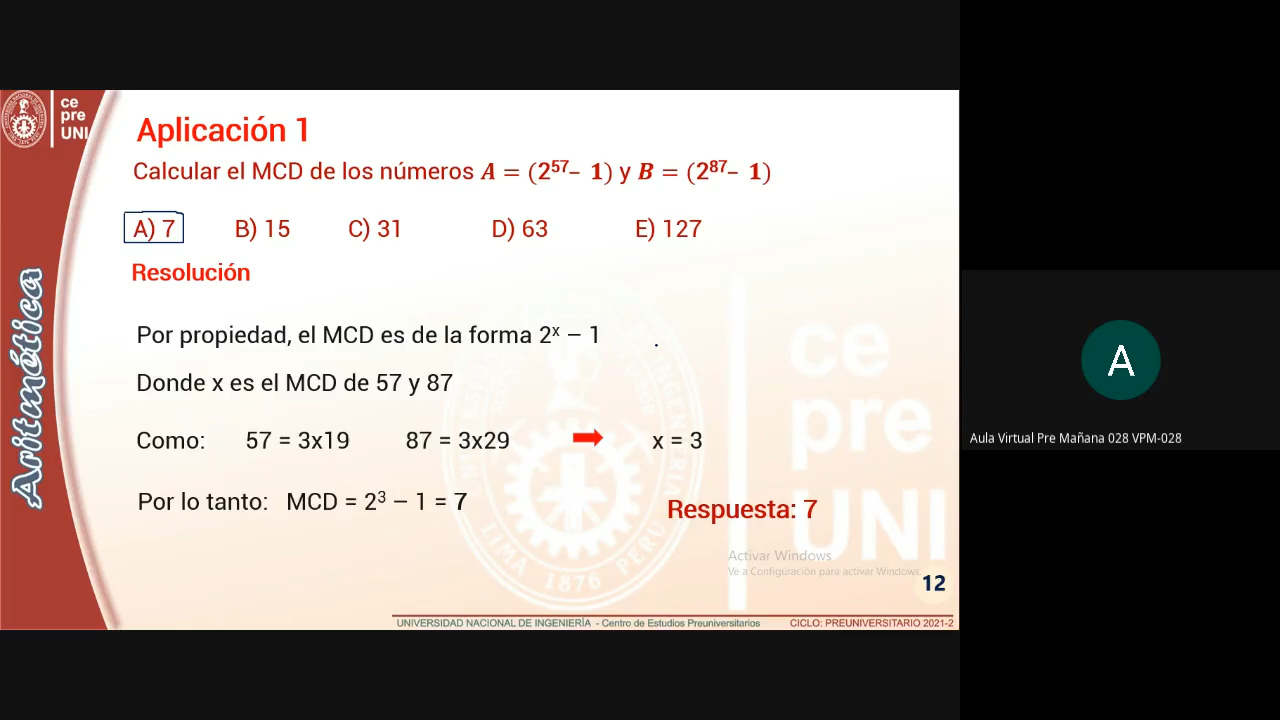 ce
pre
UNI
Aritmética
Aplicación 1
Calcular el MCD de los números A = (2⁵⁷– 1) y B = (2⁸⁷– 1)
A) 7 B) 15 C) 31 D) 63 E) 127
Resolución
Por propiedad, el MCD es de la forma 2ˣ – 1
Donde x es el MCD de 57 y 87
Como: 57 = 3x19 87 = 3x29 x = 3
Por lo tanto: MCD = 2³ – 1 = 7
Respuesta: 7
ce
pre
UNI
LIMA 1876 PERU
Activar Windows
Ve a Configuración para activar Windows.
12
UNIVERSIDAD NACIONAL DE INGENIERÍA - Centro de Estudios Preuniversitarios CICLO: PREUNIVERSITARIO 2021-2
A
Aula Virtual Pre Mañana 028 VPM-028